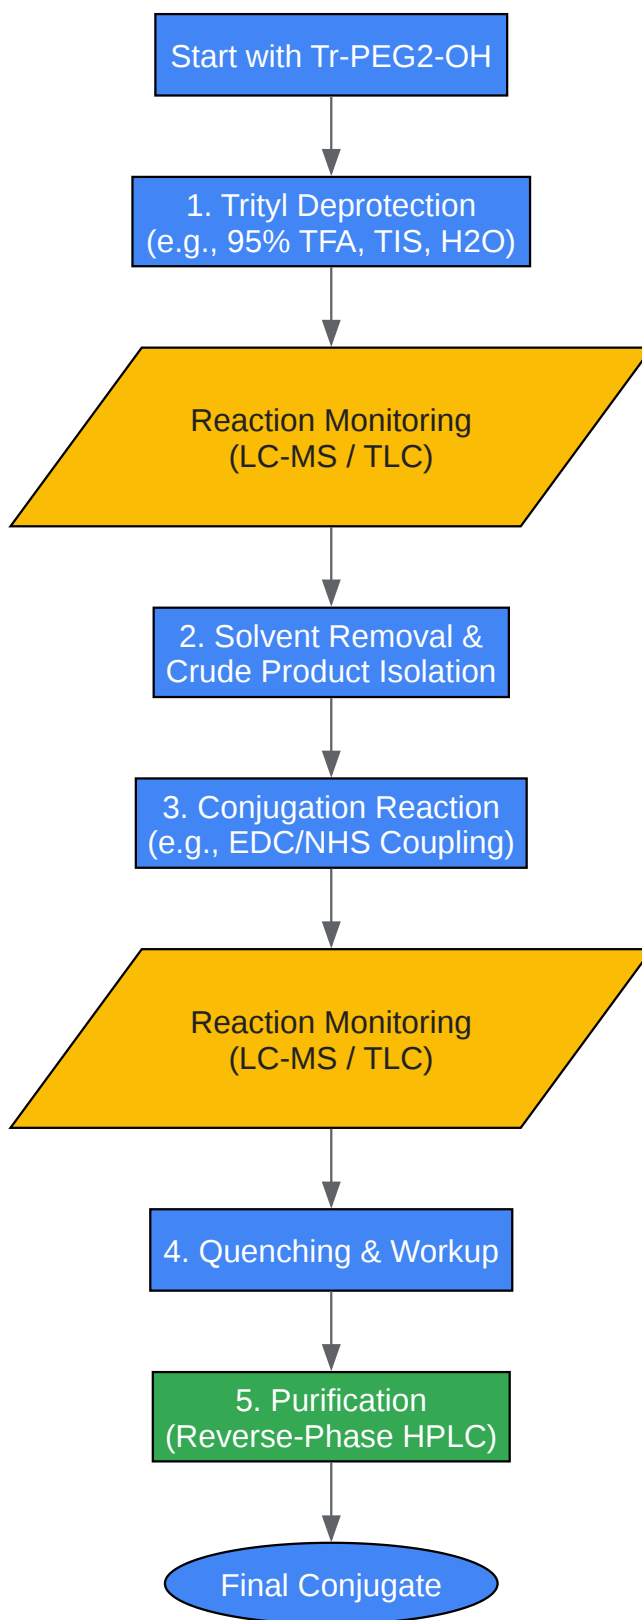 Start with Tr-PEG2-OH
1. Trityl Deprotection
(e.g., 95% TFA, TIS, H2O)
Reaction Monitoring
(LC-MS / TLC)
2. Solvent Removal &
Crude Product Isolation
3. Conjugation Reaction
(e.g., EDC/NHS Coupling)
Reaction Monitoring
(LC-MS / TLC)
4. Quenching & Workup
5. Purification
(Reverse-Phase HPLC)
Final Conjugate